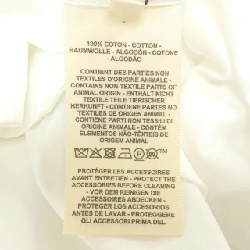 100% COTON - COTTON -
BAUMWOLLE - ALGODÓN - COTONE -
ALGODÃO
CONTIENT DES PARTIES NON
TEXTILES D'ORIGINE ANIMALE -
CONTAINS NON TEXTILE PARTS OF
ANIMAL ORIGIN - ENTHÄLT NICHT
TEXTILE TEILE TIERISCHER
HERKUNFT - CONTIENE PARTES NO
TEXTILES DE ORIGEN ANIMAL -
CONTIENE PARTI NON TESSILI DI
ORIGINE ANIMALE - CONTÉM
ELEMENTOS NÃO TÊXTEIS DE
ORIGEM ANIMAL
PROTÉGER LES ACCESSOIRES
AVANT ENTRETIEN - PROTECT THE
ACCESSORIES BEFORE CLEANING
- VOR DEM REINIGEN DIE
ACCESSOIRES ABDECKEN -
PROTEGER LOS ACCESORIOS
ANTES DE LAVAR - PROTEGGERE
QUI ACCESSORI PRIMA DEL